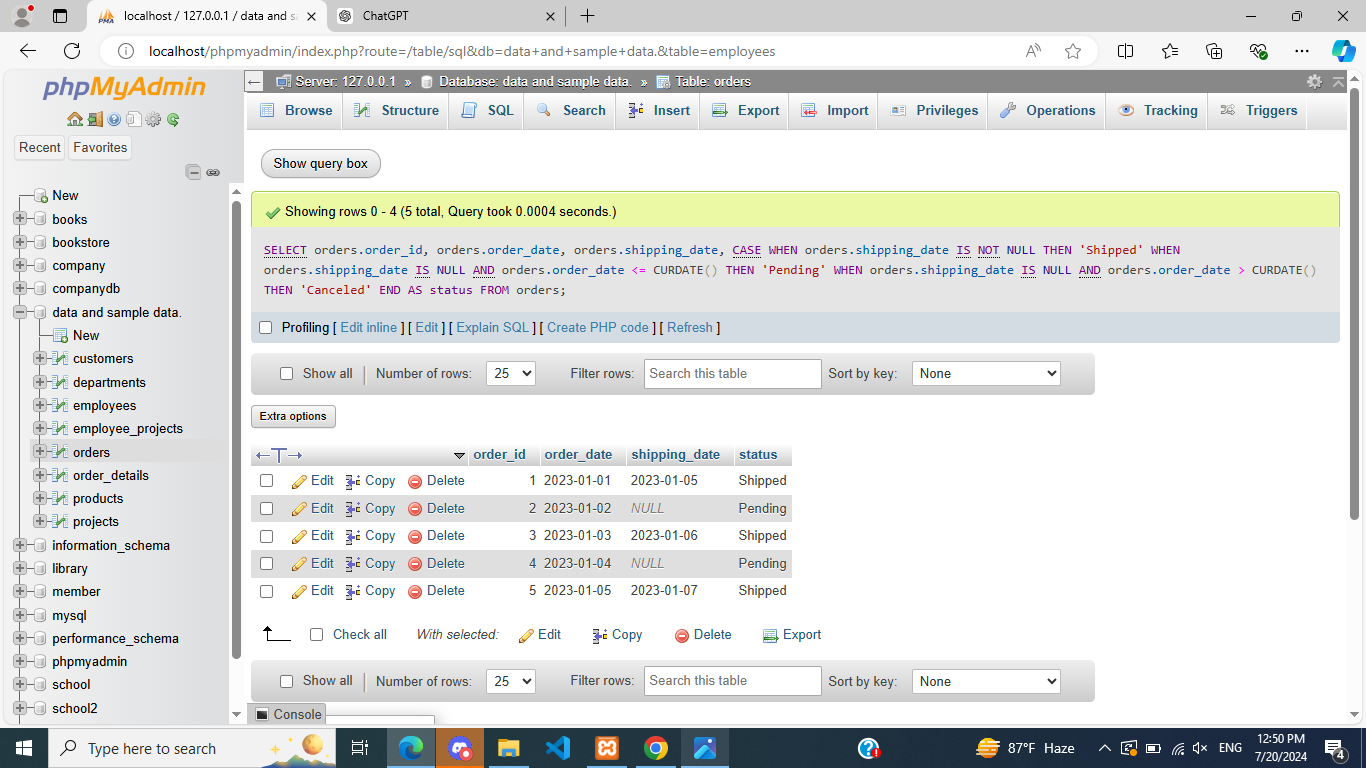 localhost / 127.0.0.1 / data and sa
ChatGPT
localhost/phpmyadmin/index.php?route=/table/sql&db=data+and+sample+data.&table=employees
phpMyAdmin
Recent
Favorites
New
books
bookstore
company
companydb
data and sample data.
New
customers
departments
employees
employee_projects
orders
order_details
products
projects
information_schema
library
member
mysql
performance_schema
phpmyadmin
school
school2
Server: 127.0.0.1 » Database: data and sample data. » Table: orders
Browse Structure SQL Search Insert Export Import Privileges Operations Tracking Triggers
Show query box
Showing rows 0 - 4 (5 total, Query took 0.0004 seconds.)
SELECT orders.order_id, orders.order_date, orders.shipping_date, CASE WHEN orders.shipping_date IS NOT NULL THEN 'Shipped' WHEN
orders.shipping_date IS NULL AND orders.order_date <= CURDATE() THEN 'Pending' WHEN orders.shipping_date IS NULL AND orders.order_date > CURDATE()
THEN 'Canceled' END AS status FROM orders;
Profiling [ Edit inline ] [ Edit ] [ Explain SQL ] [ Create PHP code ] [ Refresh ]
Show all Number of rows: 25 Filter rows: Search this table Sort by key: None
Extra options
←T→ order_id order_date shipping_date status
Edit Copy Delete 1 2023-01-01 2023-01-05 Shipped
Edit Copy Delete 2 2023-01-02 NULL Pending
Edit Copy Delete 3 2023-01-03 2023-01-06 Shipped
Edit Copy Delete 4 2023-01-04 NULL Pending
Edit Copy Delete 5 2023-01-05 2023-01-07 Shipped
Check all With selected: Edit Copy Delete Export
Show all Number of rows: 25 Filter rows: Search this table Sort by key: None
Console
Type here to search
87°F Haze
ENG
12:50 PM
7/20/2024
4